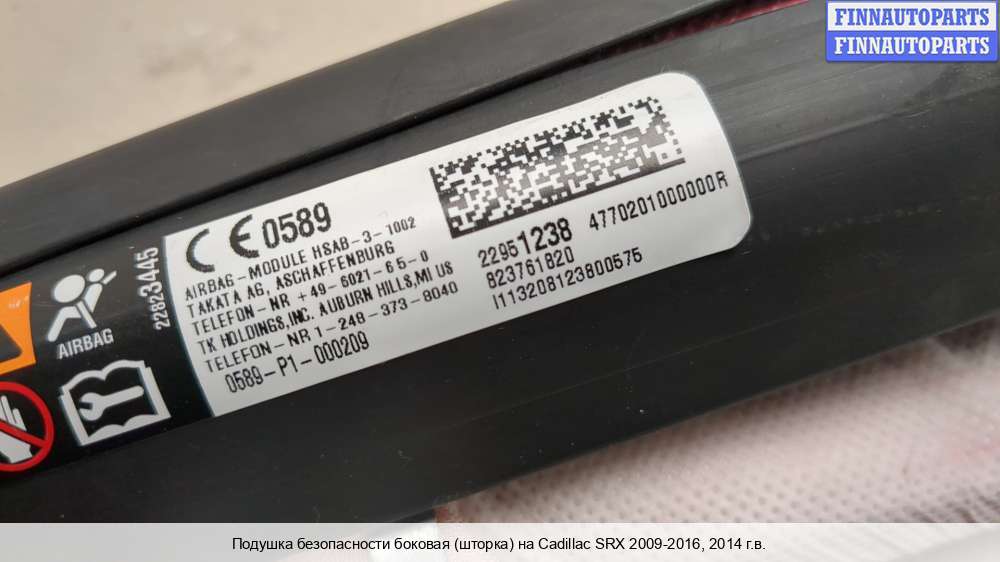 FINNAUTOPARTS
FINNAUTOPARTS
CE 0589
AIRBAG-MODULE HSAB-3-1002
TAKATA AG, ASCHAFFENBURG
TELEFON-NR +49-6021-65-0
TK HOLDINGS,INC. AUBURN HILLS,MI US
TELEFON-NR 1-248-373-8040
0589-P1-000209
22951238 4770201000000R
823761820
I113208123800575
22823445
AIRBAG
Подушка безопасности боковая (шторка) на Cadillac SRX 2009-2016, 2014 г.в.